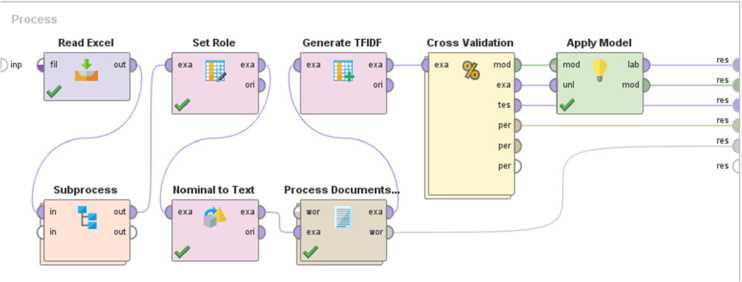 Process
Read Excel
Set Role
Generate TFIDF
Cross Validation
Apply Model
inp
fil
out
exa
exa
ori
exa
exa
ori
exa
mod
exa
tes
per
per
per
mod
unl
lab
mod
res
res
res
res
res
res
Subprocess
Nominal to Text
Process Documents...
in
in
out
out
exa
exa
ori
wor
exa
exa
wor